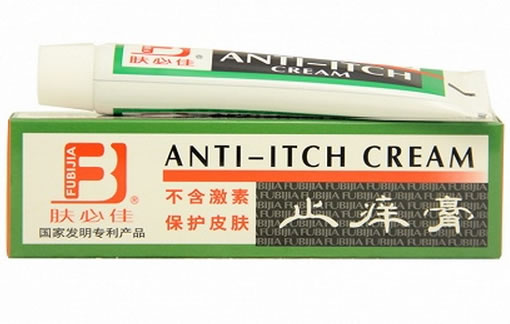 肤必佳
ANTI-ITCH
CREAM
FUBIJIA
肤必佳®
国家发明专利产品
ANTI-ITCH CREAM
不含激素
保护皮肤
止痒膏